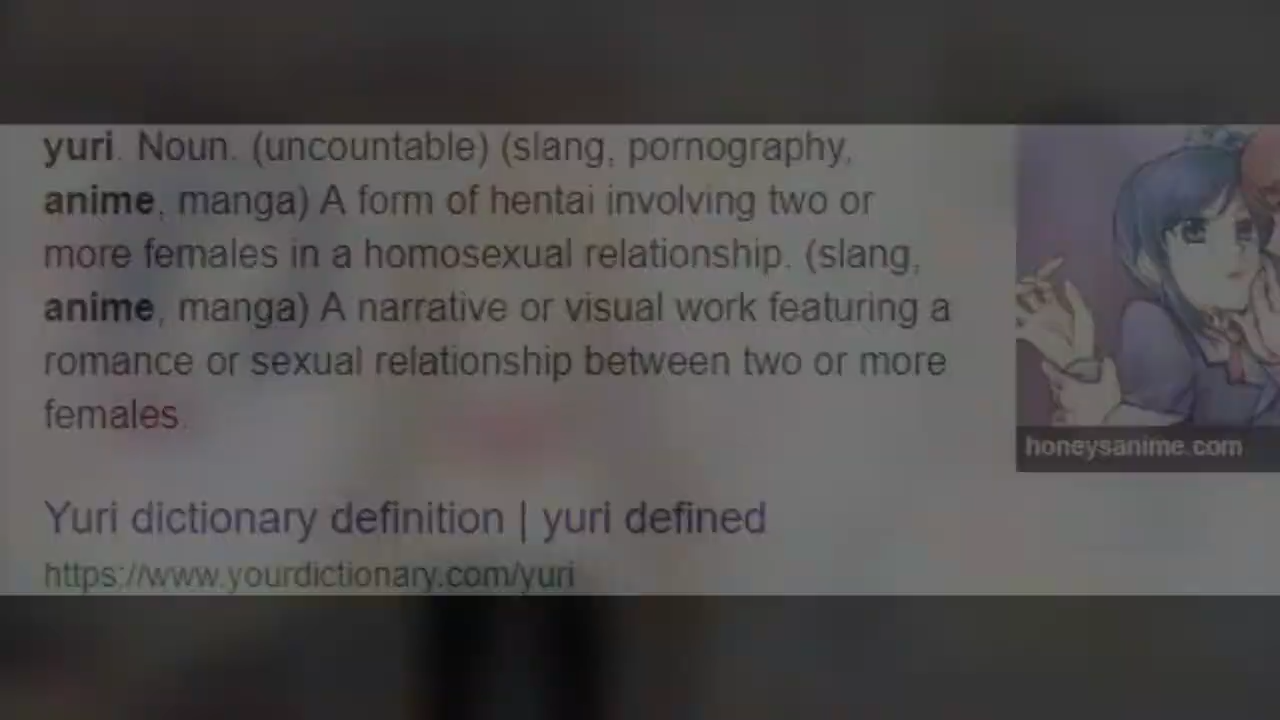 yuri. Noun. (uncountable) (slang, pornography,
anime, manga) A form of hentai involving two or
more females in a homosexual relationship. (slang,
anime, manga) A narrative or visual work featuring a
romance or sexual relationship between two or more
females.
honeysanime.com
Yuri dictionary definition | yuri defined
https://www.yourdictionary.com/yuri